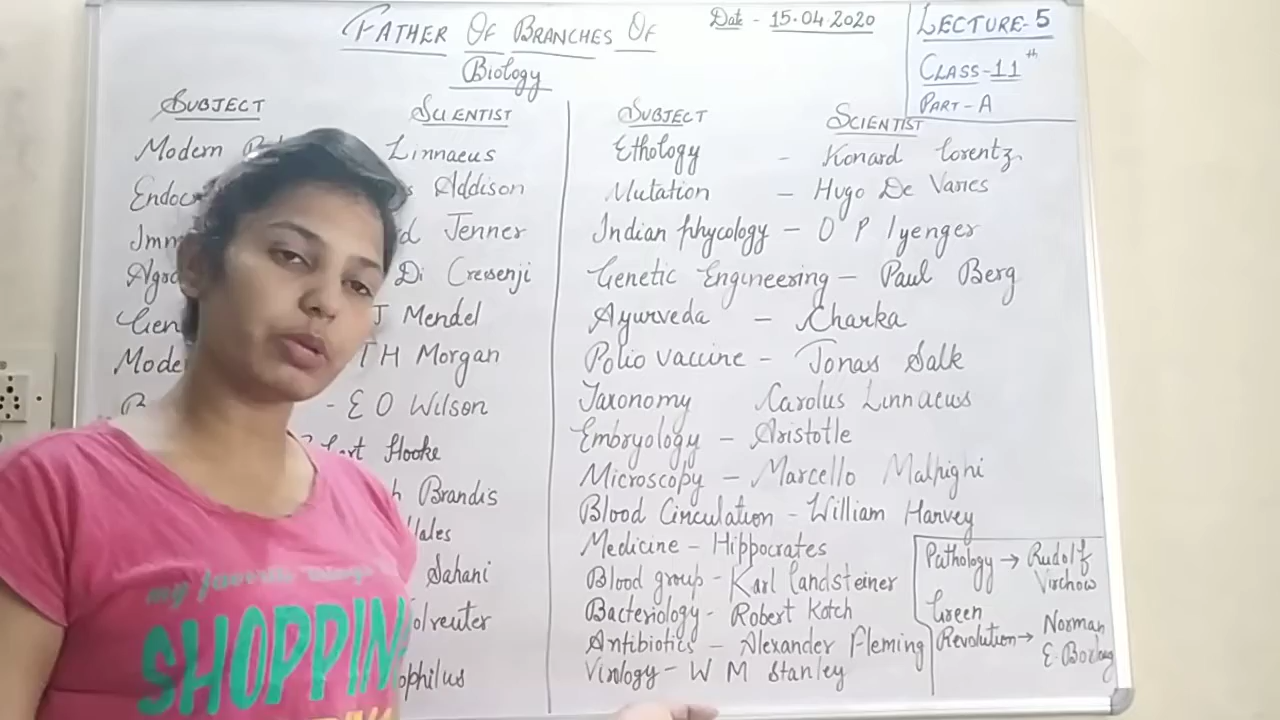 FATHER OF BRANCHES OF
Biology
Date - 15.04.2020
LECTURE-5
CLASS-11th
PART-A
SUBJECT SCIENTIST
Modern Linnaeus
Addison
Jenner
Di Cresenji
J Mendel
T H Morgan
- E O Wilson
Hooke
Brandis
Sahani
SUBJECT SCIENTIST
Ethology - Konard Lorentz
Mutation - Hugo De Varies
Indian phycology - O P Iyenger
Genetic Engineering - Paul Berg
Ayurveda - Charka
Polio vaccine - Jonas Salk
Taxonomy Carolus Linnaeus
Embryology - Aristotle
Microscopy - Marcello Malpighi
Blood Circulation - William Harvey
Medicine - Hippocrates
Blood group - Karl landsteiner
Bacteriology - Robert Kotch
Antibiotics - Alexander Fleming
Virology - W M Stanley
Pathology → Rudolf
Virchow
Green
Revolution → Norman
E. Borlaug
my favorite things
SHOPPIN